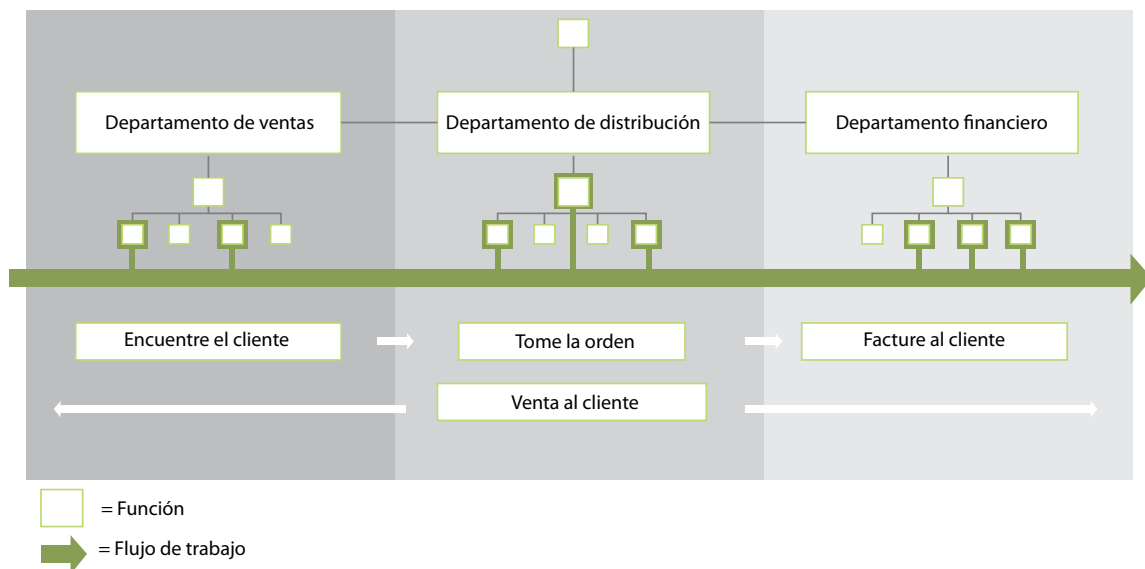 Departamento de ventas
Departamento de distribución
Departamento financiero
Encuentre el cliente
Tome la orden
Facture al cliente
Venta al cliente
= Función
= Flujo de trabajo